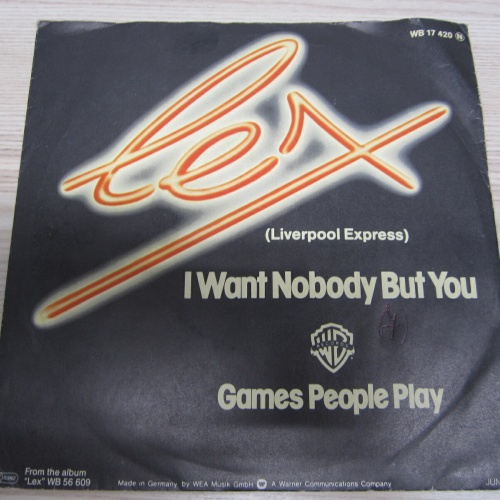 WB 17 420 N
Lex
(Liverpool Express)
I Want Nobody But You
Games People Play
From the album
"Lex" WB 56 609
Made in Germany by WEA Musik GmbH A Warner Communications Company